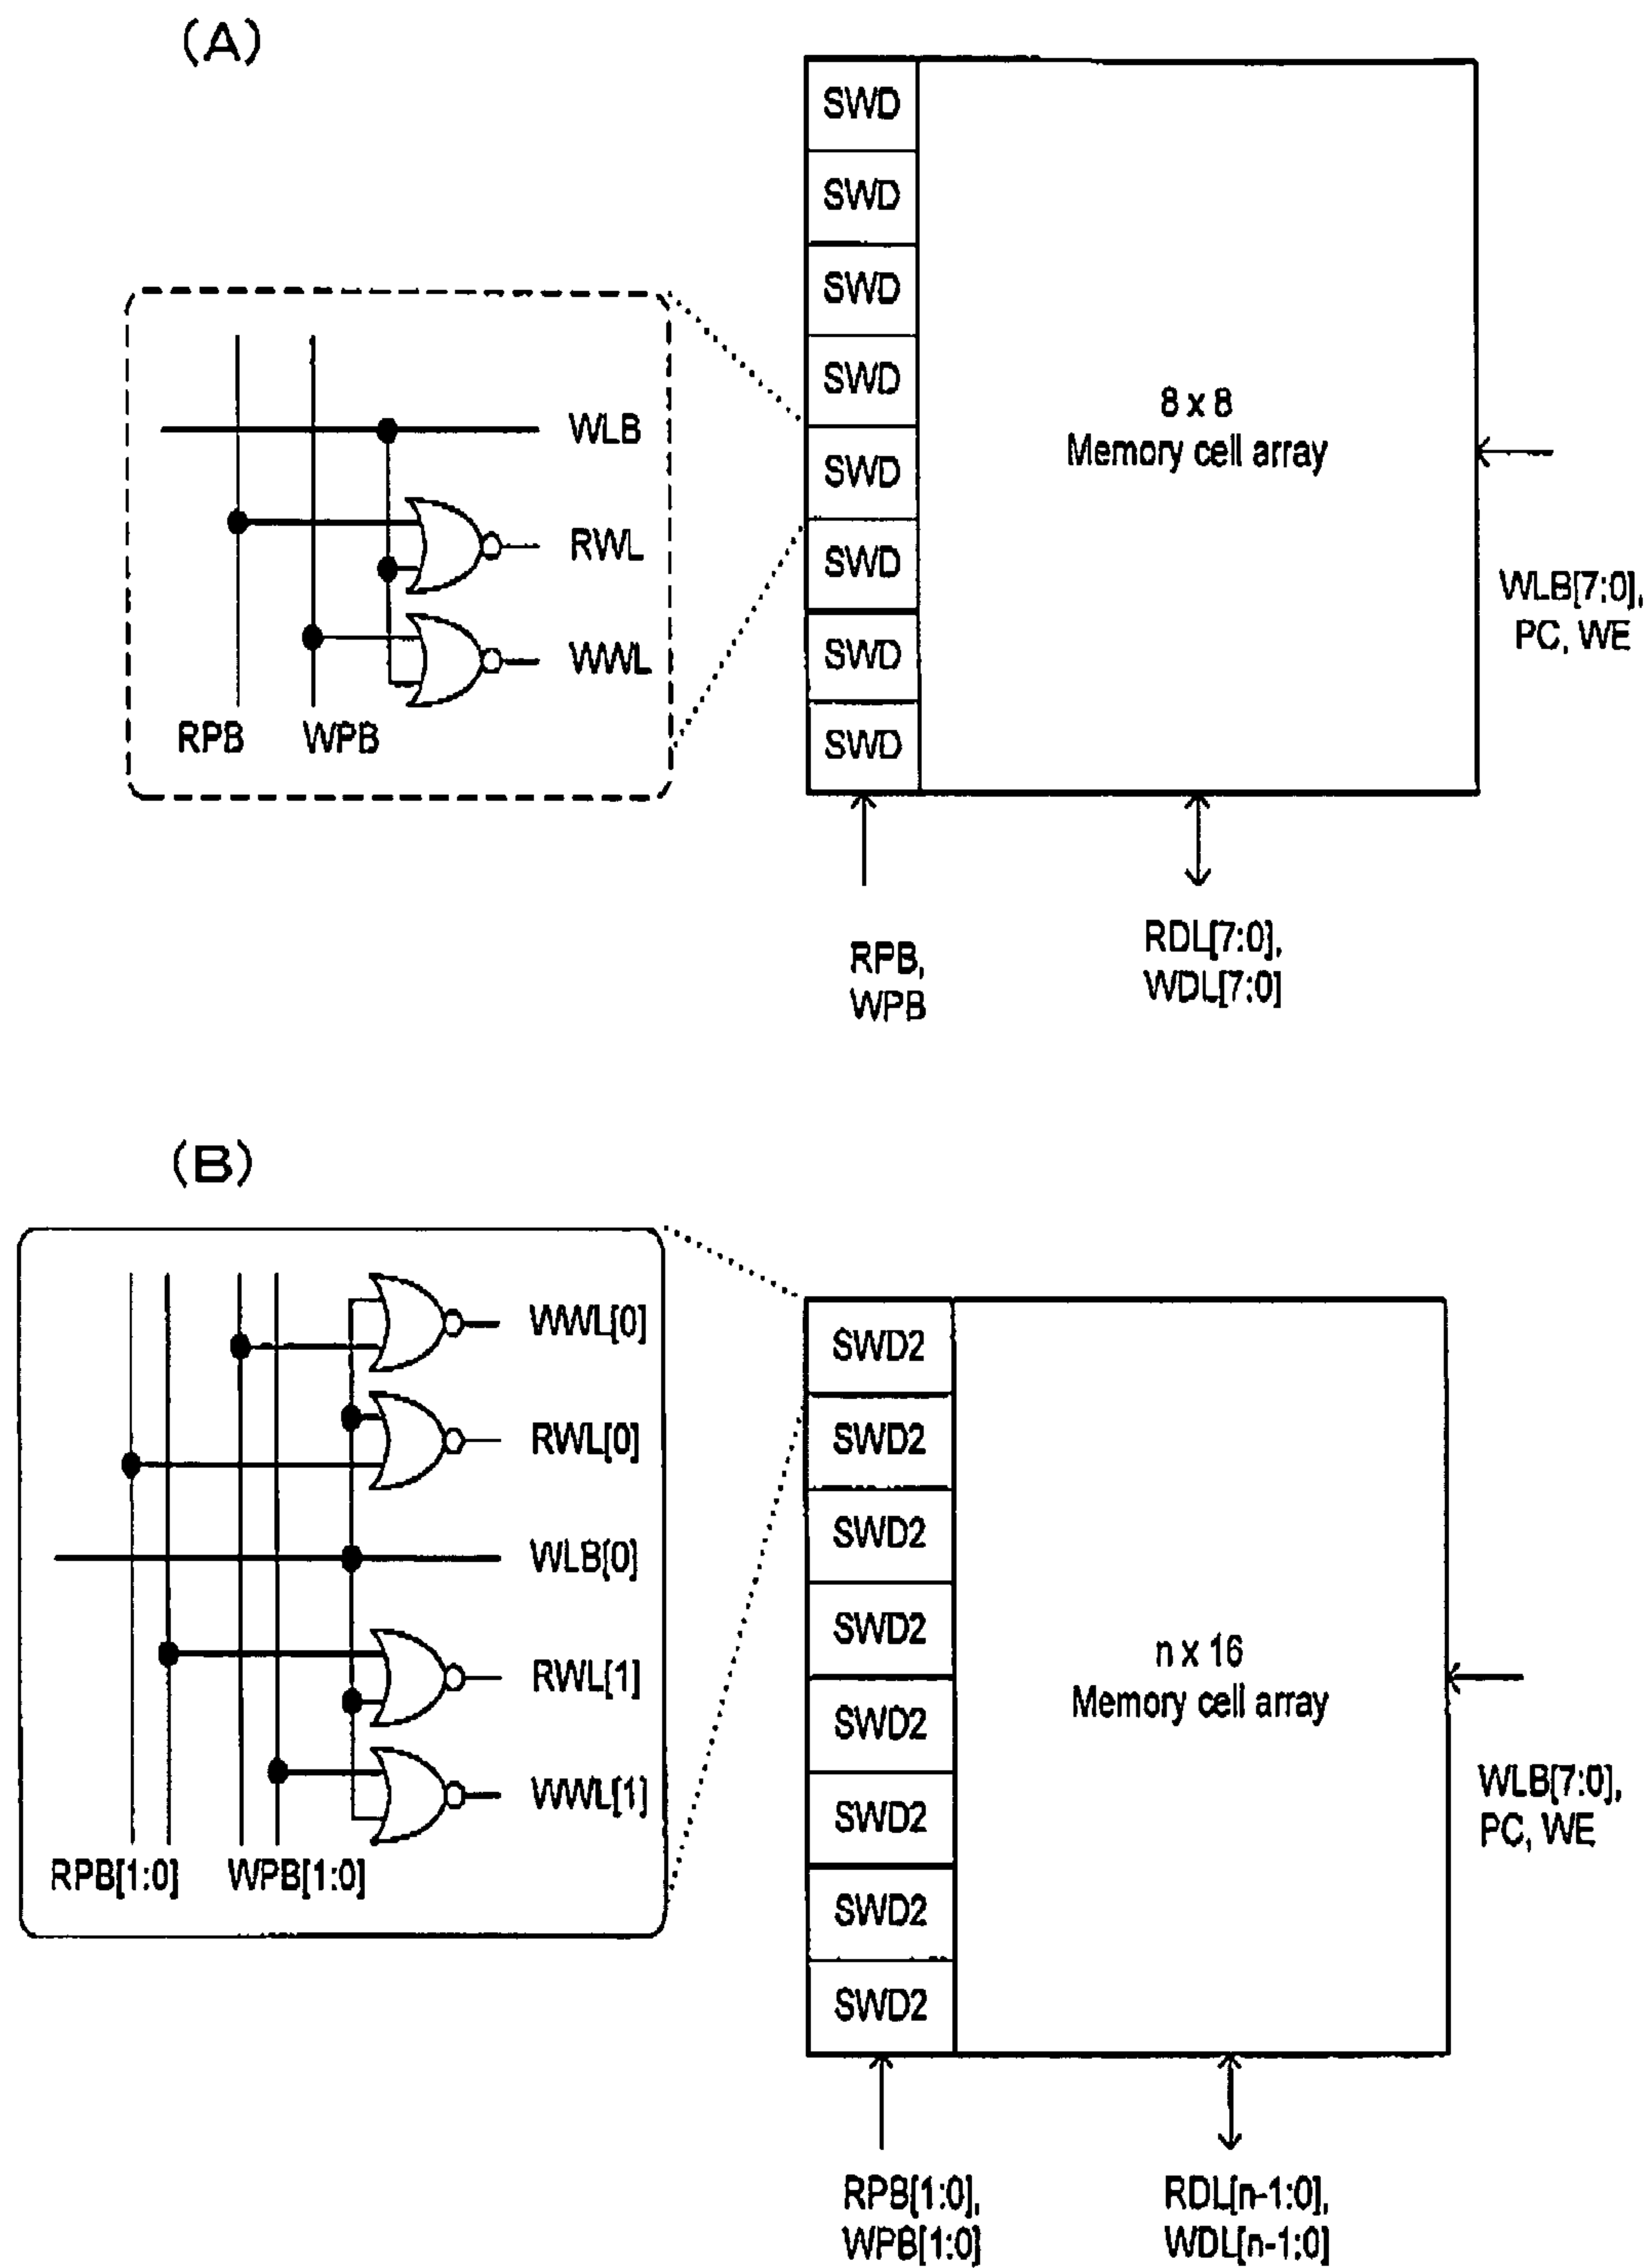 (A)
SWD
SWD
SWD
SWD
SWD
SWD
SWD
SWD
8 x 8
Memory cell array
WLB
RWL
WWL
RPB
WPB
WLB[7:0],
PC, WE
RPB,
WPB
RDL[7:0],
WDL[7:0]
(B)
WWL[0]
RWL[0]
WLB[0]
RWL[1]
WWL[1]
RPB[1:0]
WPB[1:0]
SWD2
SWD2
SWD2
SWD2
SWD2
SWD2
SWD2
SWD2
n x 16
Memory cell array
WLB[7:0],
PC, WE
RPB[1:0],
WPB[1:0]
RDL[n-1:0],
WDL[n-1:0]